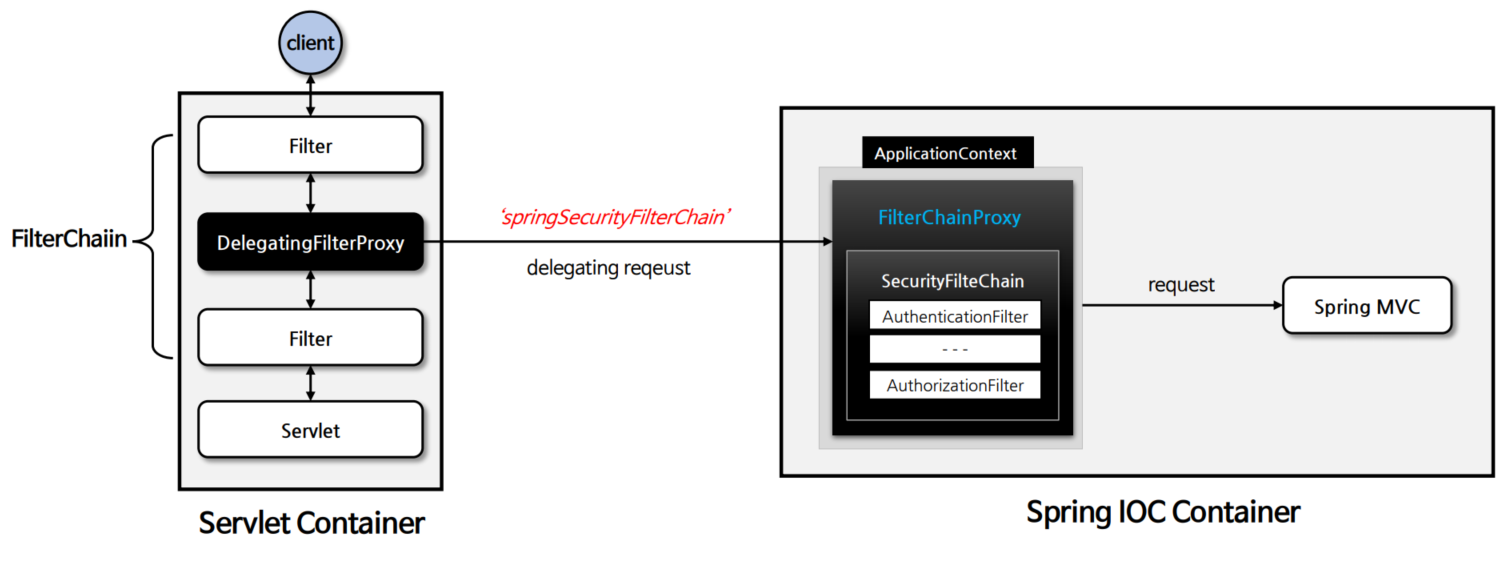 client
Filter
DelegatingFilterProxy
Filter
Servlet
FilterChaiin
Servlet Container
‘springSecurityFilterChain’
delegating reqeust
ApplicationContext
FilterChainProxy
SecurityFilteChain
AuthenticationFilter
- - -
AuthorizationFilter
request
Spring MVC
Spring IOC Container